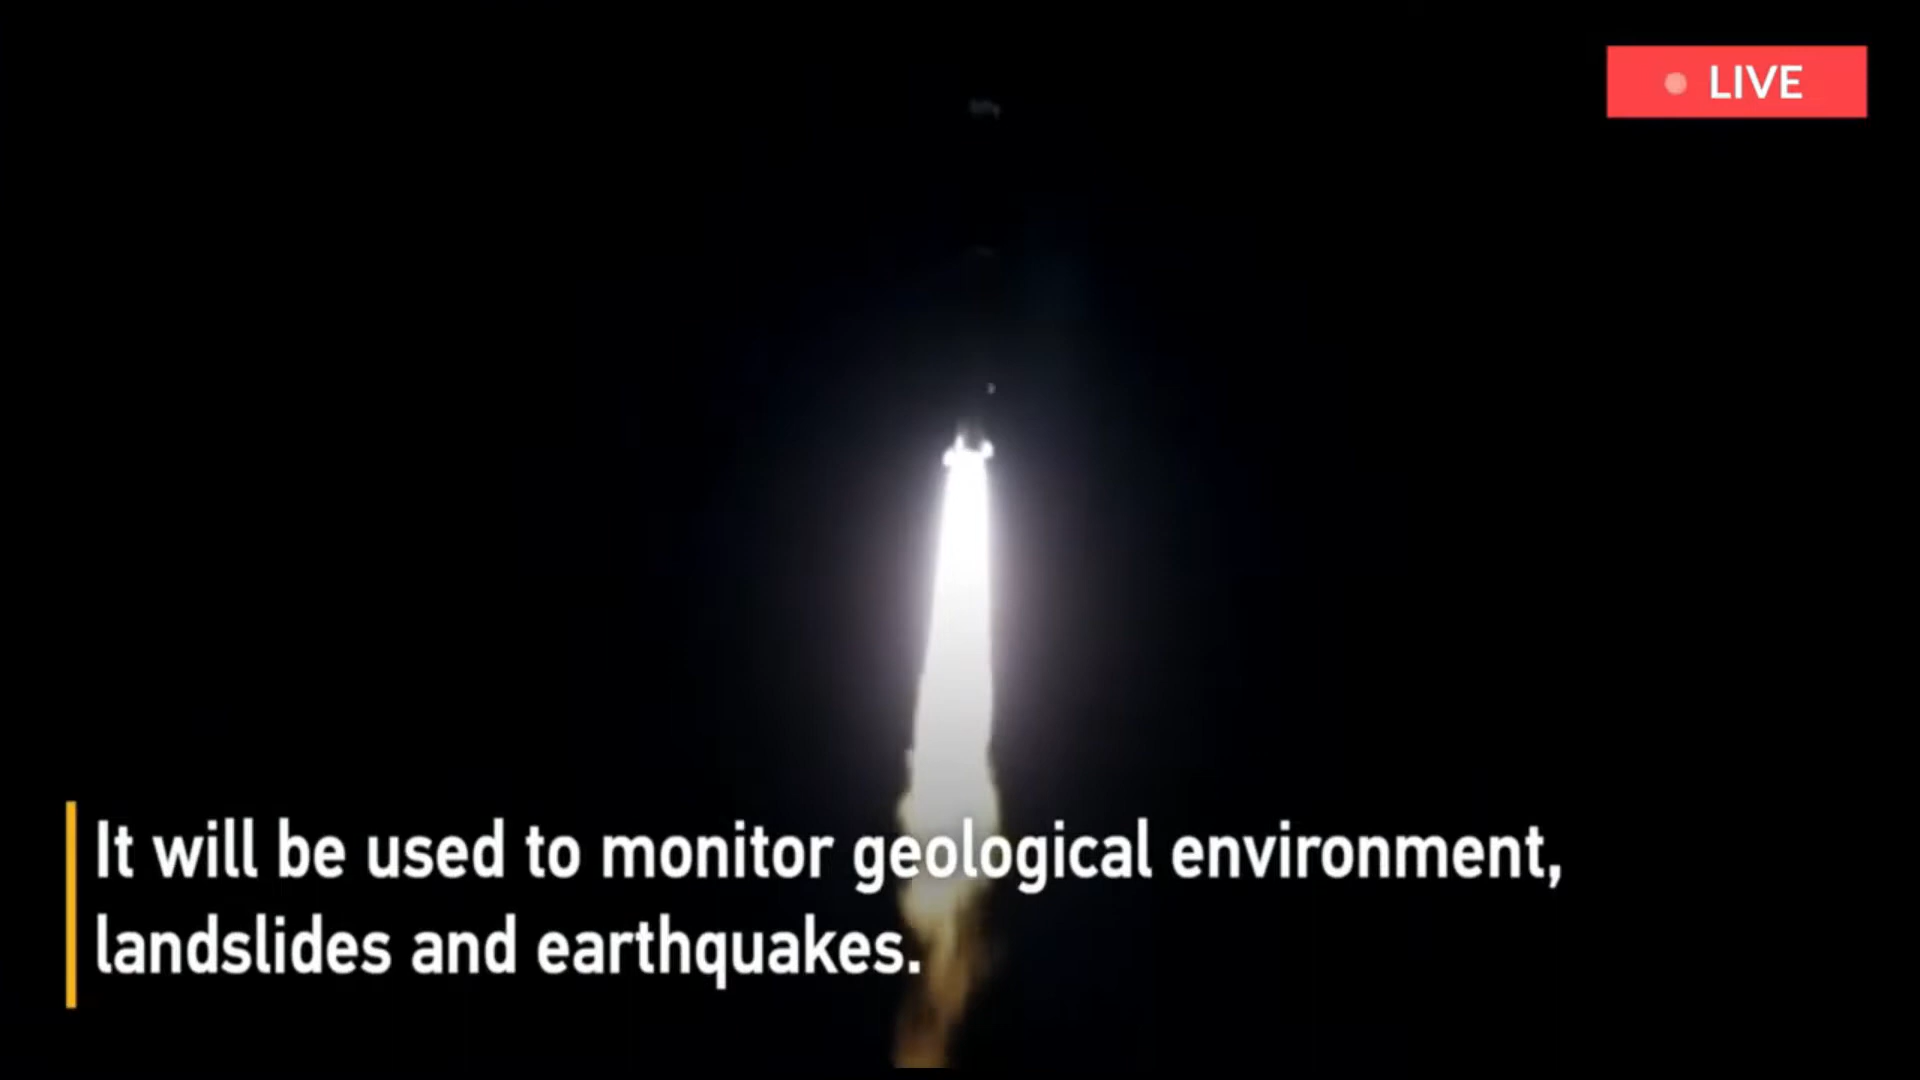 LIVE
It will be used to monitor geological environment,
landslides and earthquakes.